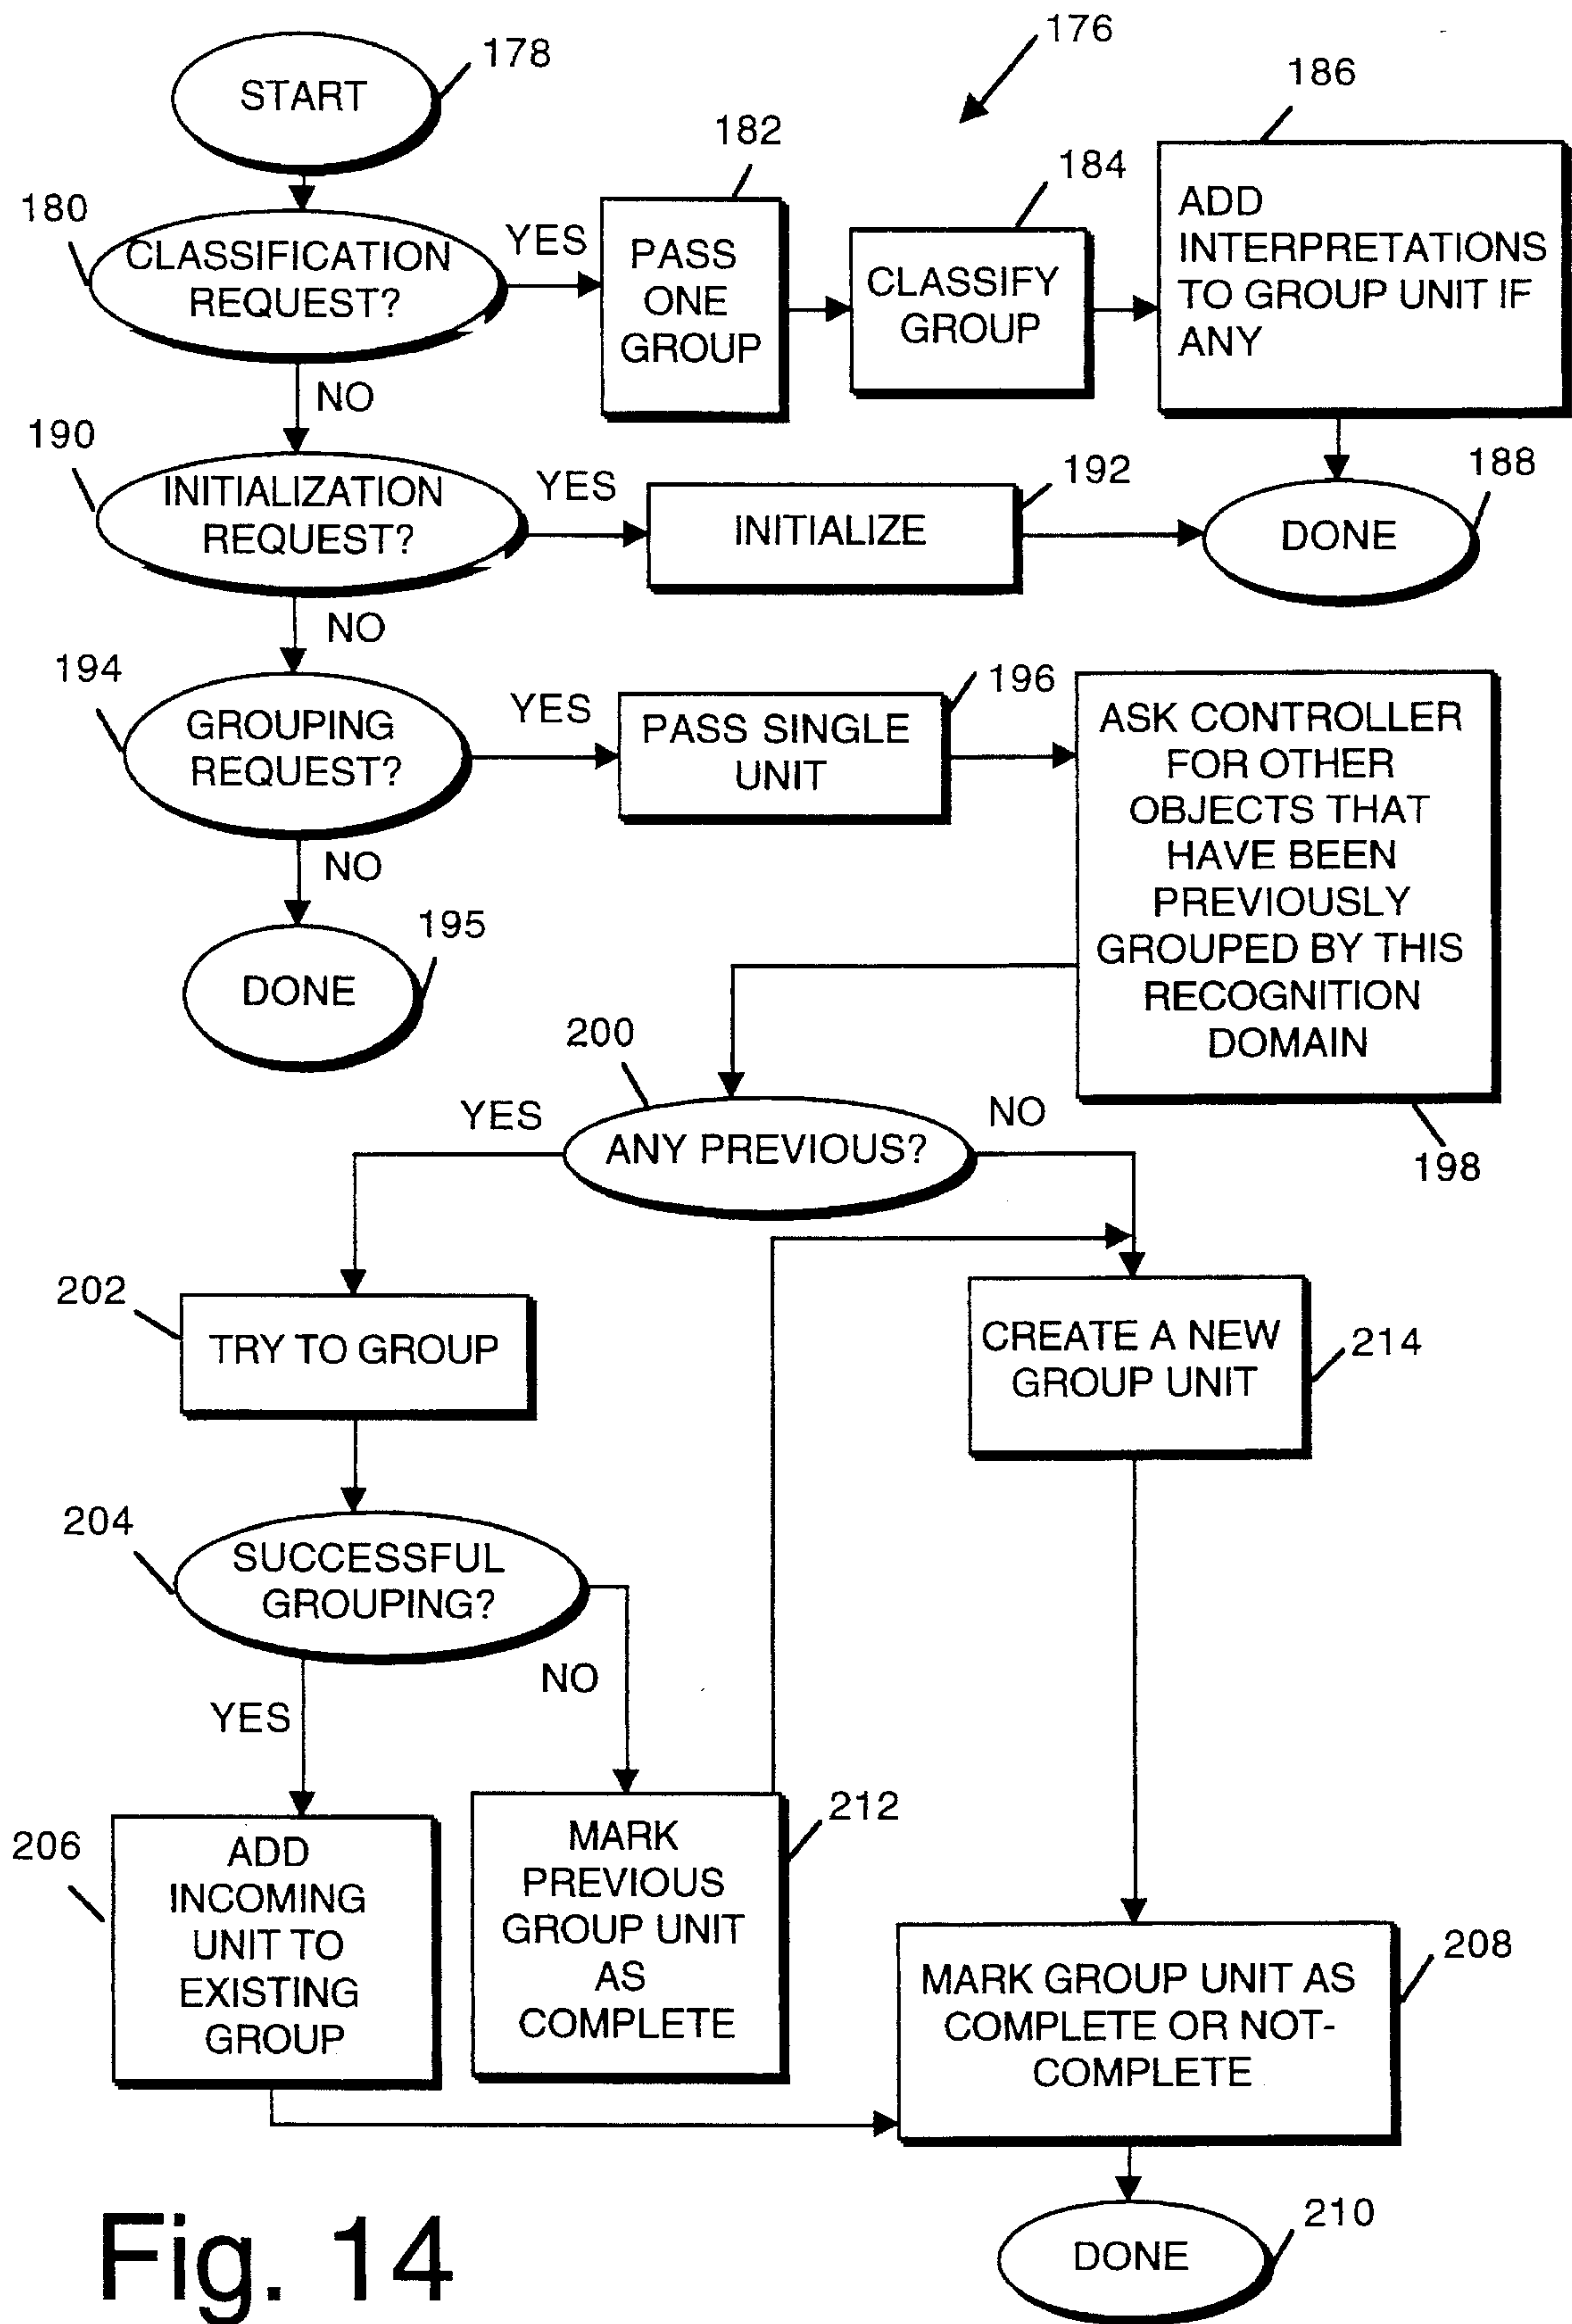 176
START
178
186
182
184
180
CLASSIFICATION
REQUEST?
YES
PASS
ONE
GROUP
CLASSIFY
GROUP
ADD
INTERPRETATIONS
TO GROUP UNIT IF
ANY
NO
190
INITIALIZATION
REQUEST?
YES
192
INITIALIZE
188
DONE
NO
194
GROUPING
REQUEST?
YES
196
PASS SINGLE
UNIT
ASK CONTROLLER
FOR OTHER
OBJECTS THAT
HAVE BEEN
PREVIOUSLY
GROUPED BY THIS
RECOGNITION
DOMAIN
198
NO
195
DONE
200
YES
ANY PREVIOUS?
NO
202
TRY TO GROUP
CREATE A NEW
GROUP UNIT
214
204
SUCCESSFUL
GROUPING?
NO
YES
206
ADD
INCOMING
UNIT TO
EXISTING
GROUP
212
MARK
PREVIOUS
GROUP UNIT
AS
COMPLETE
208
MARK GROUP UNIT AS
COMPLETE OR NOT-
COMPLETE
210
DONE
Fig. 14